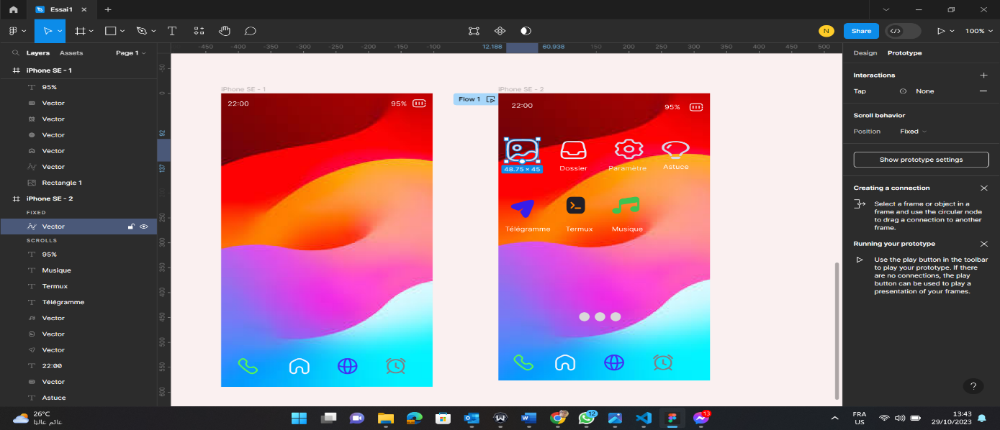 Essai1
Share
100%
Layers
Assets
Page 1
iPhone SE - 1
95%
Vector
Vector
Vector
Vector
Vector
Rectangle 1
iPhone SE - 2
FIXED
Vector
SCROLLS
95%
Musique
Termux
Télégramme
Vector
Vector
Vector
22:00
Vector
Astuce
-450 -400 -350 -300 -250 -200 -150 -100 12.188 60.938 150 200 250 300 350 400 450 500
-50
0
92
137
250
300
350
400
450
500
550
600
iPhone SE - 1
22:00
95%
Flow 1
iPhone SE - 2
22:00
95%
48.75 × 45
Dossier
Paramètre
Astuce
Télégramme
Termux
Musique
Design
Prototype
Interactions
Tap
None
Scroll behavior
Position
Fixed
Show prototype settings
Creating a connection
Select a frame or object in a
frame and use the circular node
to drag a connection to another
frame.
Running your prototype
Use the play button in the toolbar
to play your prototype. If there
are no connections, the play
button can be used to play a
presentation of your frames.
?
N
26°C
غائم غالبًا
12
13
FRA
US
13:43
29/10/2023